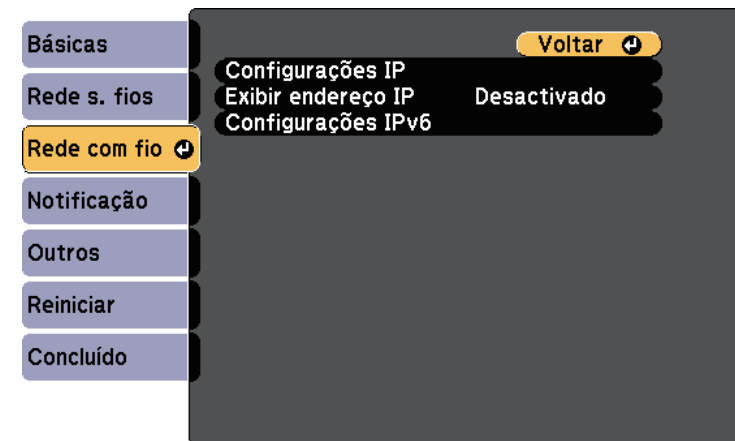 Básicas
Rede s. fios
Rede com fio
Notificação
Outros
Reiniciar
Concluído
Voltar
Configurações IP
Exibir endereço IP Desactivado
Configurações IPv6